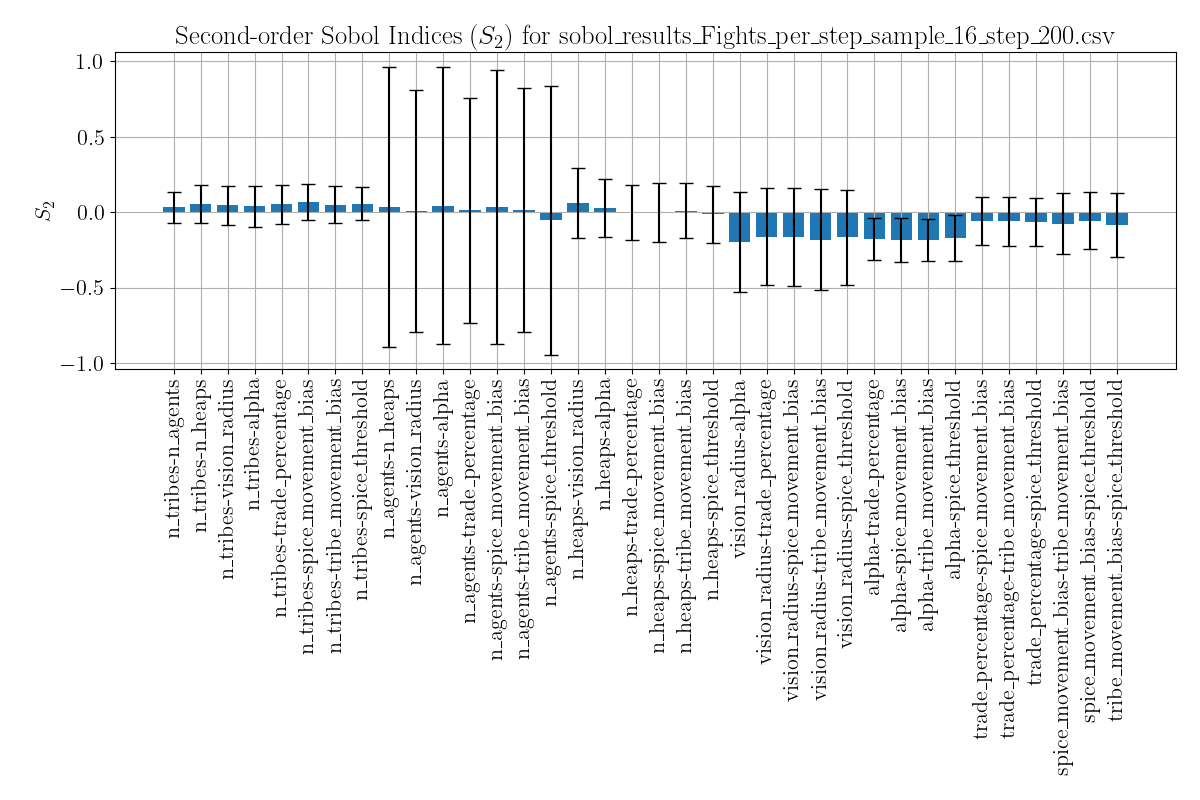 Second-order Sobol Indices (S₂) for sobol_results_Fights_per_step_sample_16_step_200.csv
1.0
0.5
0.0
−0.5
−1.0
S₂
n_tribes-n_agents
n_tribes-n_heaps
n_tribes-vision_radius
n_tribes-alpha
n_tribes-trade_percentage
n_tribes-spice_movement_bias
n_tribes-tribe_movement_bias
n_tribes-spice_threshold
n_agents-n_heaps
n_agents-vision_radius
n_agents-alpha
n_agents-trade_percentage
n_agents-spice_movement_bias
n_agents-tribe_movement_bias
n_agents-spice_threshold
n_heaps-vision_radius
n_heaps-alpha
n_heaps-trade_percentage
n_heaps-spice_movement_bias
n_heaps-tribe_movement_bias
n_heaps-spice_threshold
vision_radius-alpha
vision_radius-trade_percentage
vision_radius-spice_movement_bias
vision_radius-tribe_movement_bias
vision_radius-spice_threshold
alpha-trade_percentage
alpha-spice_movement_bias
alpha-tribe_movement_bias
alpha-spice_threshold
trade_percentage-spice_movement_bias
trade_percentage-tribe_movement_bias
trade_percentage-spice_threshold
spice_movement_bias-tribe_movement_bias
spice_movement_bias-spice_threshold
tribe_movement_bias-spice_threshold